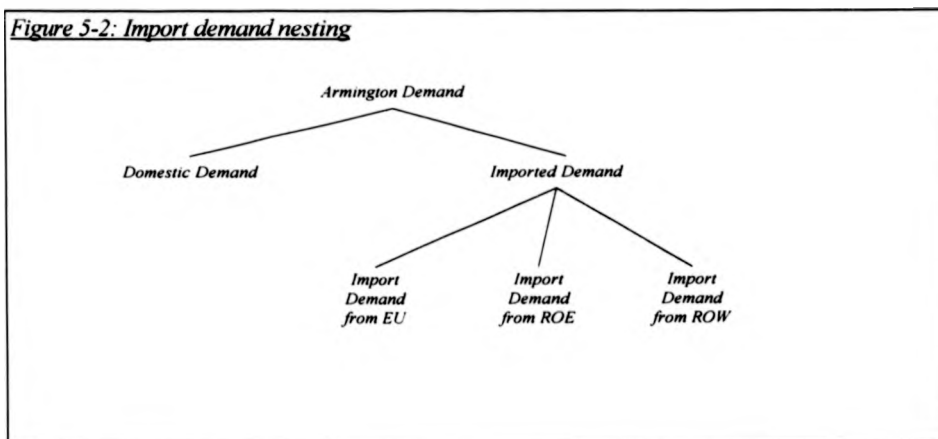 Figure 5-2: Import demand nesting
Armington Demand
Domestic Demand
Imported Demand
Import
Demand
from EU
Import
Demand
from ROE
Import
Demand
from ROW